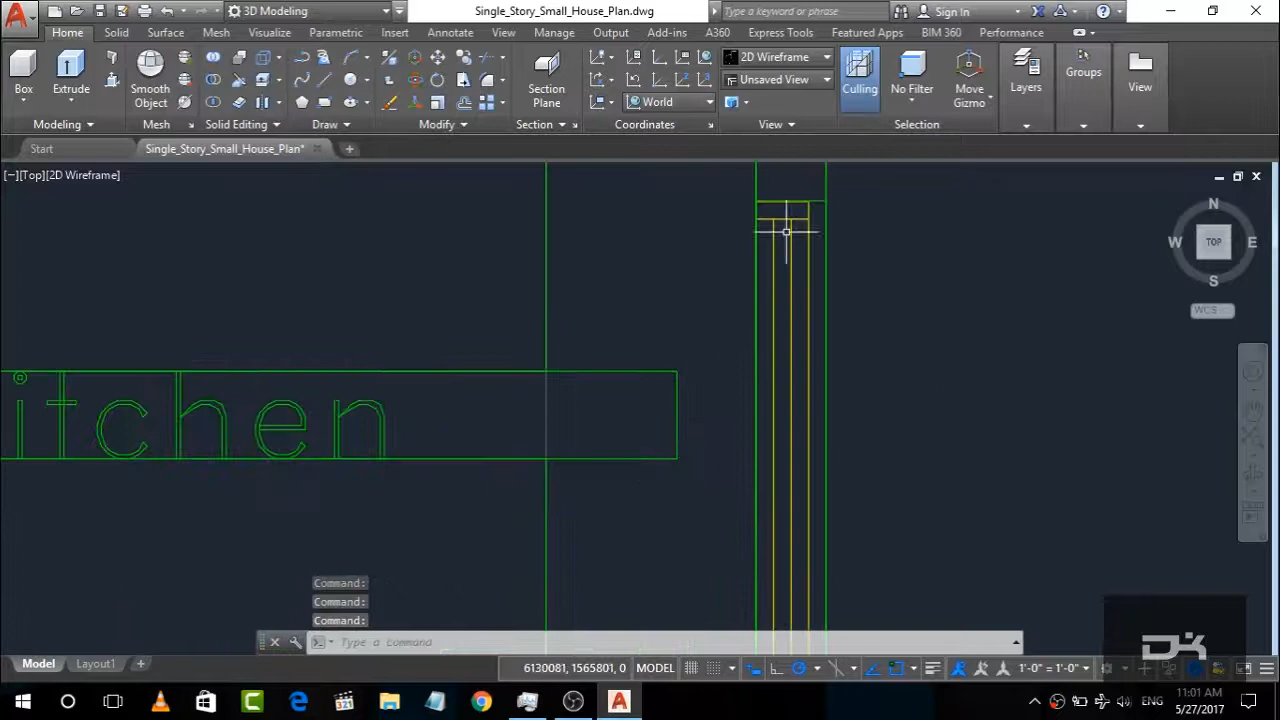 3D Modeling
Single_Story_Small_House_Plan.dwg
Type a keyword or phrase
Sign In
Home
Solid
Surface
Mesh
Visualize
Parametric
Insert
Annotate
View
Manage
Output
Add-ins
A360
Express Tools
Featured Apps
BIM 360
Performance
Box
Extrude
Smooth
Object
Section
Plane
World
2D Wireframe
Unsaved View
Culling
No Filter
Move
Gizmo
Layers
Groups
View
Modeling
Mesh
Solid Editing
Draw
Modify
Section
Coordinates
View
Selection
Start
Single_Story_Small_House_Plan*
[−][Top][2D Wireframe]
N
W
TOP
E
S
WCS
itchen
Command:
Command:
Command:
Type a command
Model
Layout1
6130081, 1565801, 0
MODEL
1'-0" = 1'-0"
DK
321
ENG
11:01 AM
5/27/2017